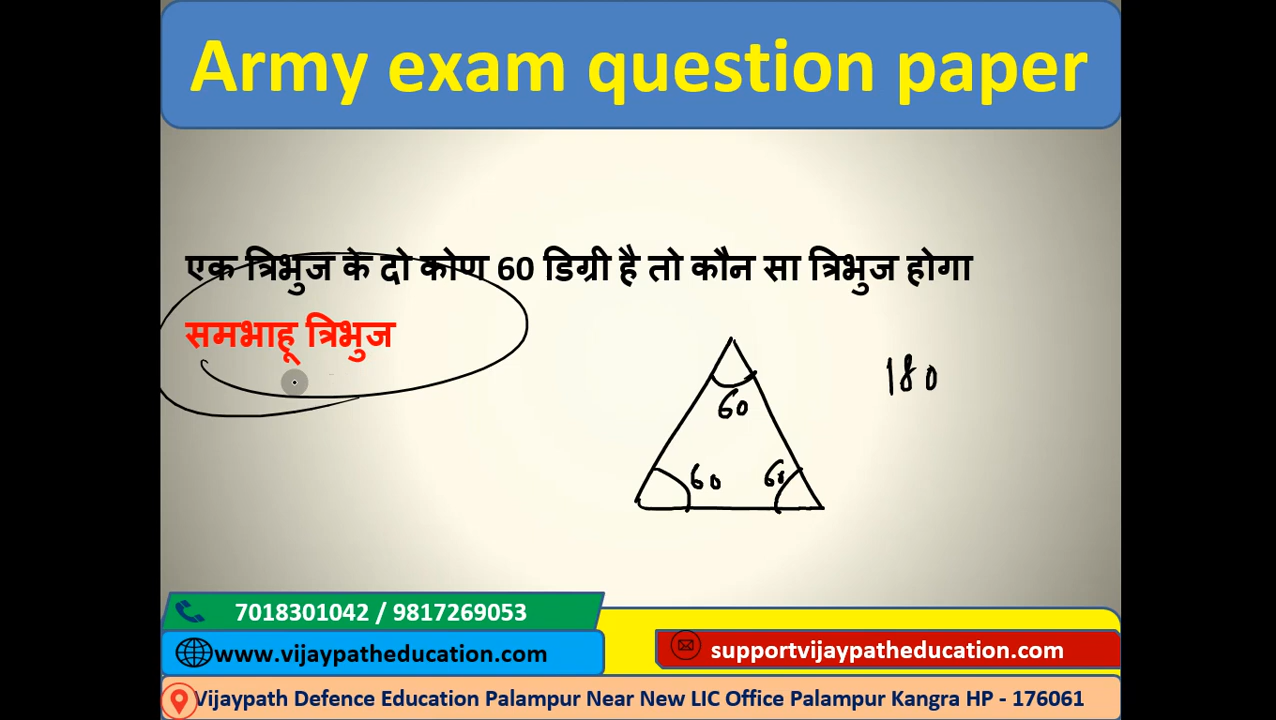 Army exam question paper
एक त्रिभुज के दो कोण 60 डिग्री है तो कौन सा त्रिभुज होगा
समभाहू त्रिभुज
180
60
60 60
7018301042 / 9817269053
www.vijaypatheducation.com
supportvijaypatheducation.com
Vijaypath Defence Education Palampur Near New LIC Office Palampur Kangra HP - 176061